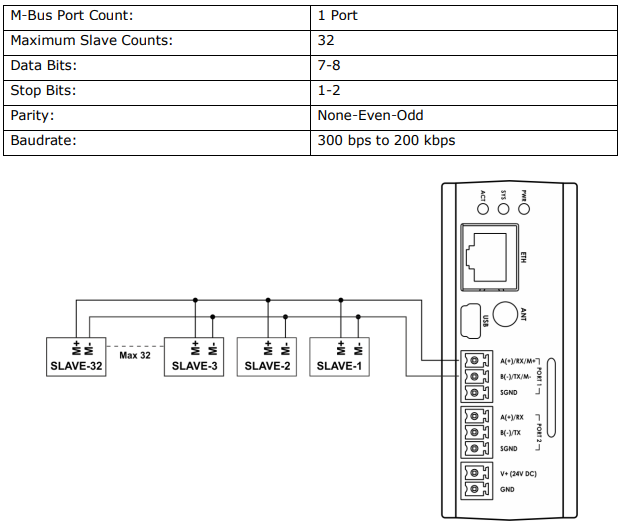 M-Bus Port Count: 1 Port
Maximum Slave Counts: 32
Data Bits: 7-8
Stop Bits: 1-2
Parity: None-Even-Odd
Baudrate: 300 bps to 200 kbps
ACT SYS PWR
ETH
USB
ANT
M+ M- M+ M- M+ M- M+ M-
Max 32
SLAVE-32 SLAVE-3 SLAVE-2 SLAVE-1
A(+)/RX/M+
B(-)/TX/M-
SGND
PORT 1
A(+)/RX
B(-)/TX
SGND
PORT 2
V+ (24V DC)
GND